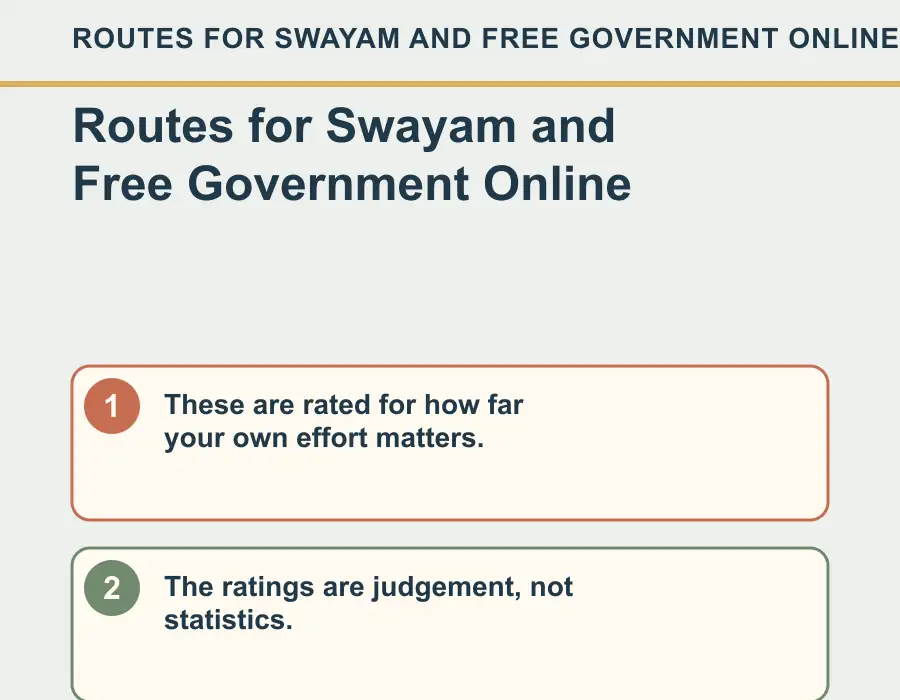 ROUTES FOR SWAYAM AND FREE GOVERNMENT ONLINE
Routes for Swayam and
Free Government Online
1
These are rated for how far
your own effort matters.
2
The ratings are judgement, not
statistics.